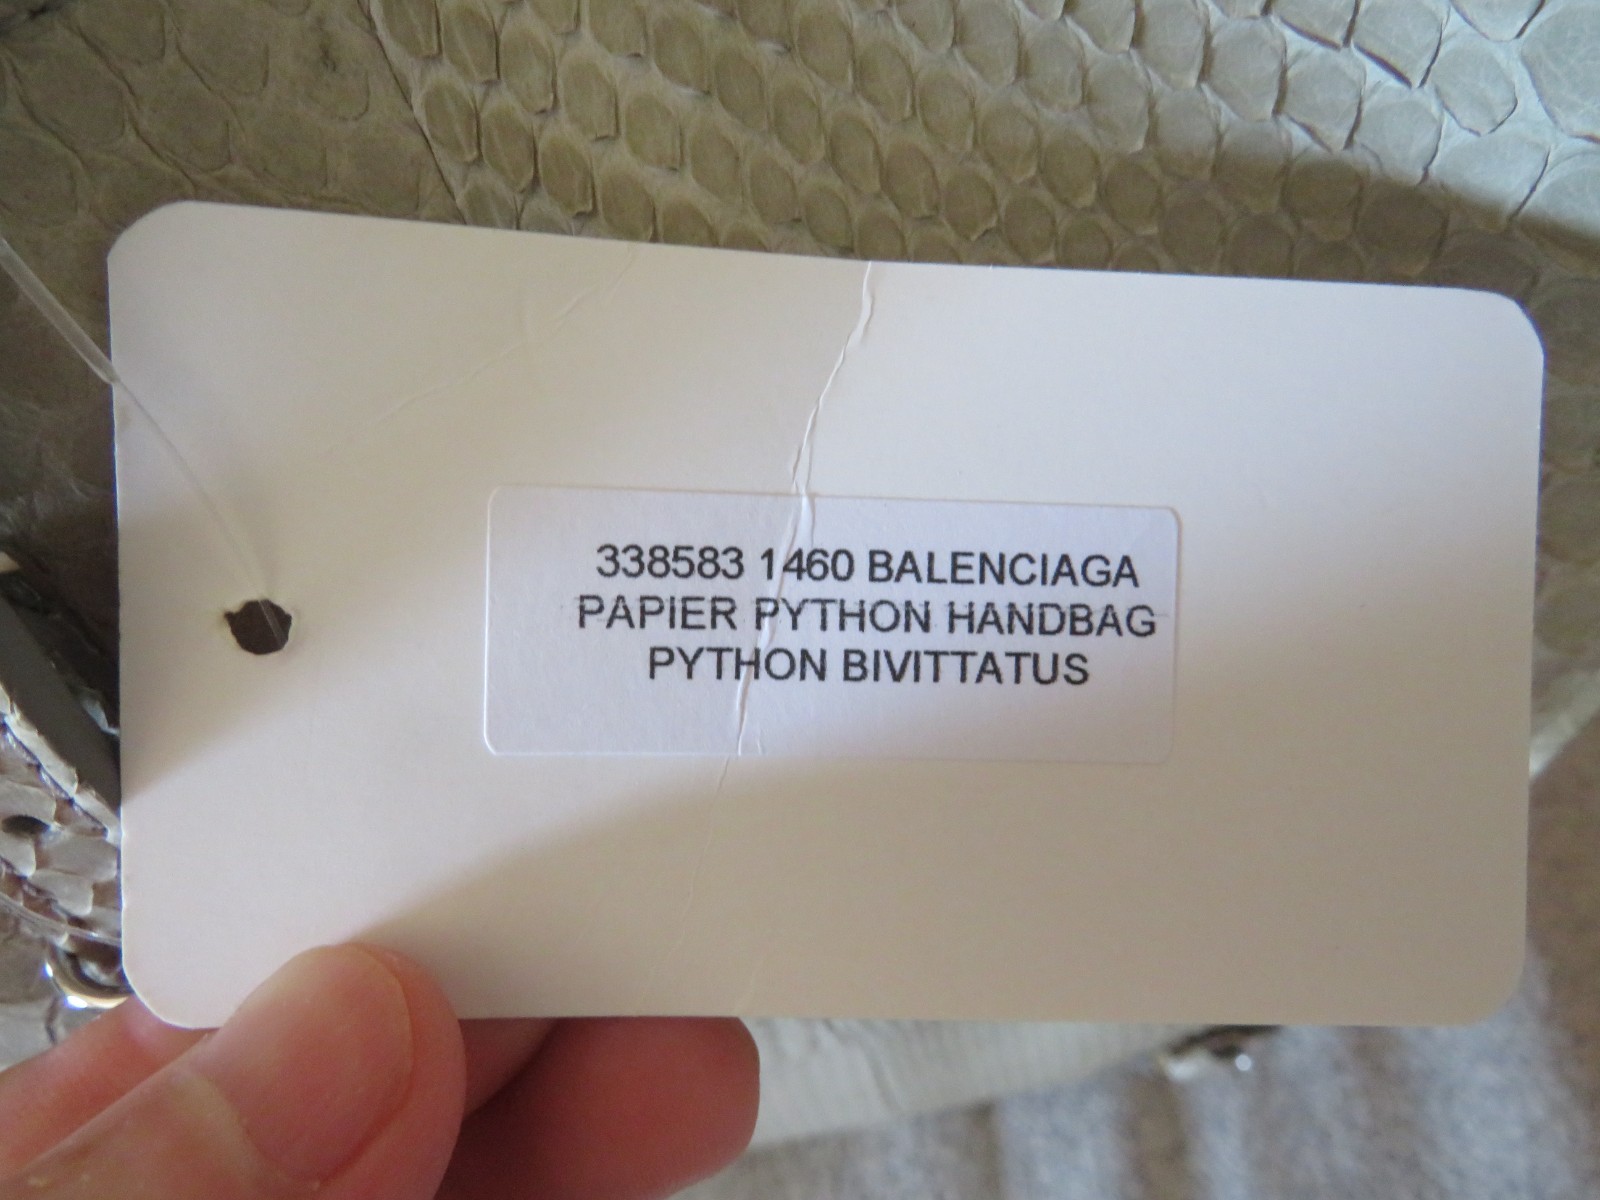 338583 1460 BALENCIAGA
PAPIER PYTHON HANDBAG
PYTHON BIVITTATUS